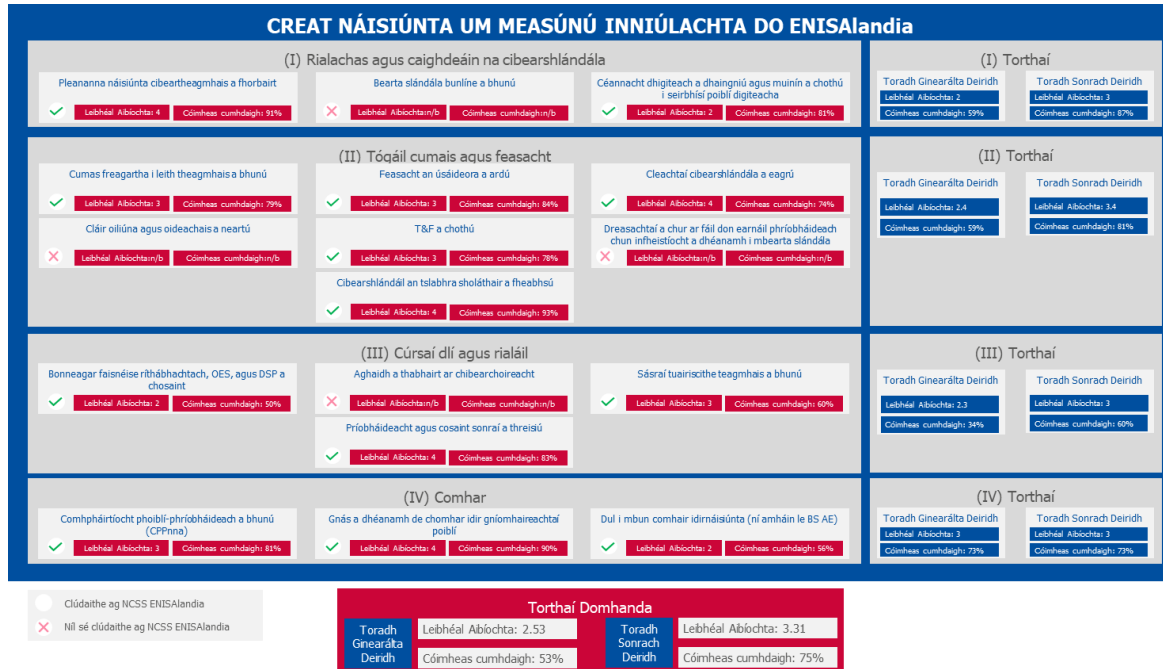 CREAT NÁISIÚNTA UM MEASÚNÚ INNIÚLACHTA DO ENISAlandia
(I) Rialachas agus caighdeáin na cibearshlándála
Pleananna náisiúnta cibeartheagmhais a fhorbairt
Leibhéal Aibíochta: 4
Cóimheas cumhdaigh: 91%
Bearta slándála bunlíne a bhunú
Leibhéal Aibíochta:n/b
Cóimheas cumhdaigh:n/b
Céannacht dhigiteach a dhaingniú agus muinín a chothú
i seirbhísí poiblí digiteacha
Leibhéal Aibíochta: 2
Cóimheas cumhdaigh: 81%
(I) Torthaí
Toradh Ginearálta Deiridh
Leibhéal Aibíochta: 2
Cóimheas cumhdaigh: 59%
Toradh Sonrach Deiridh
Leibhéal Aibíochta: 3
Cóimheas cumhdaigh: 87%
(II) Tógáil cumais agus feasacht
Cumas freagartha i leith theagmhais a bhunú
Leibhéal Aibíochta: 3
Cóimheas cumhdaigh: 79%
Feasacht an úsáideora a ardú
Leibhéal Aibíochta: 3
Cóimheas cumhdaigh: 84%
Cleachtaí cibearshlándála a eagrú
Leibhéal Aibíochta: 4
Cóimheas cumhdaigh: 74%
Cláir oiliúna agus oideachais a neartú
Leibhéal Aibíochta:n/b
Cóimheas cumhdaigh:n/b
T&F a chothú
Leibhéal Aibíochta: 3
Cóimheas cumhdaigh: 78%
Dreasachtaí a chur ar fáil don earnáil phríobháideach
chun infheistíocht a dhéanamh i mbearta slándála
Leibhéal Aibíochta:n/b
Cóimheas cumhdaigh:n/b
Cibearshlándáil an tslabhra sholáthair a fheabhsú
Leibhéal Aibíochta: 4
Cóimheas cumhdaigh: 93%
(II) Torthaí
Toradh Ginearálta Deiridh
Leibhéal Aibíochta: 2.4
Cóimheas cumhdaigh: 59%
Toradh Sonrach Deiridh
Leibhéal Aibíochta: 3.4
Cóimheas cumhdaigh: 81%
(III) Cúrsaí dlí agus rialáil
Bonneagar faisnéise ríthábhachtach, OES, agus DSP a
chosaint
Leibhéal Aibíochta: 2
Cóimheas cumhdaigh: 50%
Aghaidh a thabhairt ar chibearchoireacht
Leibhéal Aibíochta:n/b
Cóimheas cumhdaigh:n/b
Sásraí tuairiscithe teagmhais a bhunú
Leibhéal Aibíochta: 3
Cóimheas cumhdaigh: 60%
Príobháideacht agus cosaint sonraí a threisiú
Leibhéal Aibíochta: 4
Cóimheas cumhdaigh: 83%
(III) Torthaí
Toradh Ginearálta Deiridh
Leibhéal Aibíochta: 2.3
Cóimheas cumhdaigh: 34%
Toradh Sonrach Deiridh
Leibhéal Aibíochta: 3
Cóimheas cumhdaigh: 60%
(IV) Comhar
Comhpháirtíocht phoiblí-phríobháideach a bhunú
(CPPnna)
Leibhéal Aibíochta: 3
Cóimheas cumhdaigh: 81%
Gnás a dhéanamh de chomhar idir gníomhaireachtaí
poiblí
Leibhéal Aibíochta: 4
Cóimheas cumhdaigh: 90%
Dul i mbun comhair idirnáisiúnta (ní amháin le BS AE)
Leibhéal Aibíochta: 2
Cóimheas cumhdaigh: 56%
(IV) Torthaí
Toradh Ginearálta Deiridh
Leibhéal Aibíochta: 3
Cóimheas cumhdaigh: 73%
Toradh Sonrach Deiridh
Leibhéal Aibíochta: 3
Cóimheas cumhdaigh: 73%
Clúdaithe ag NCSS ENISAlandia
Níl sé clúdaithe ag NCSS ENISAlandia
Torthaí Domhanda
Toradh
Ginearálta
Deiridh
Leibhéal Aibíochta: 2.53
Cóimheas cumhdaigh: 53%
Toradh
Sonrach
Deiridh
Leibhéal Aibíochta: 3.31
Cóimheas cumhdaigh: 75%